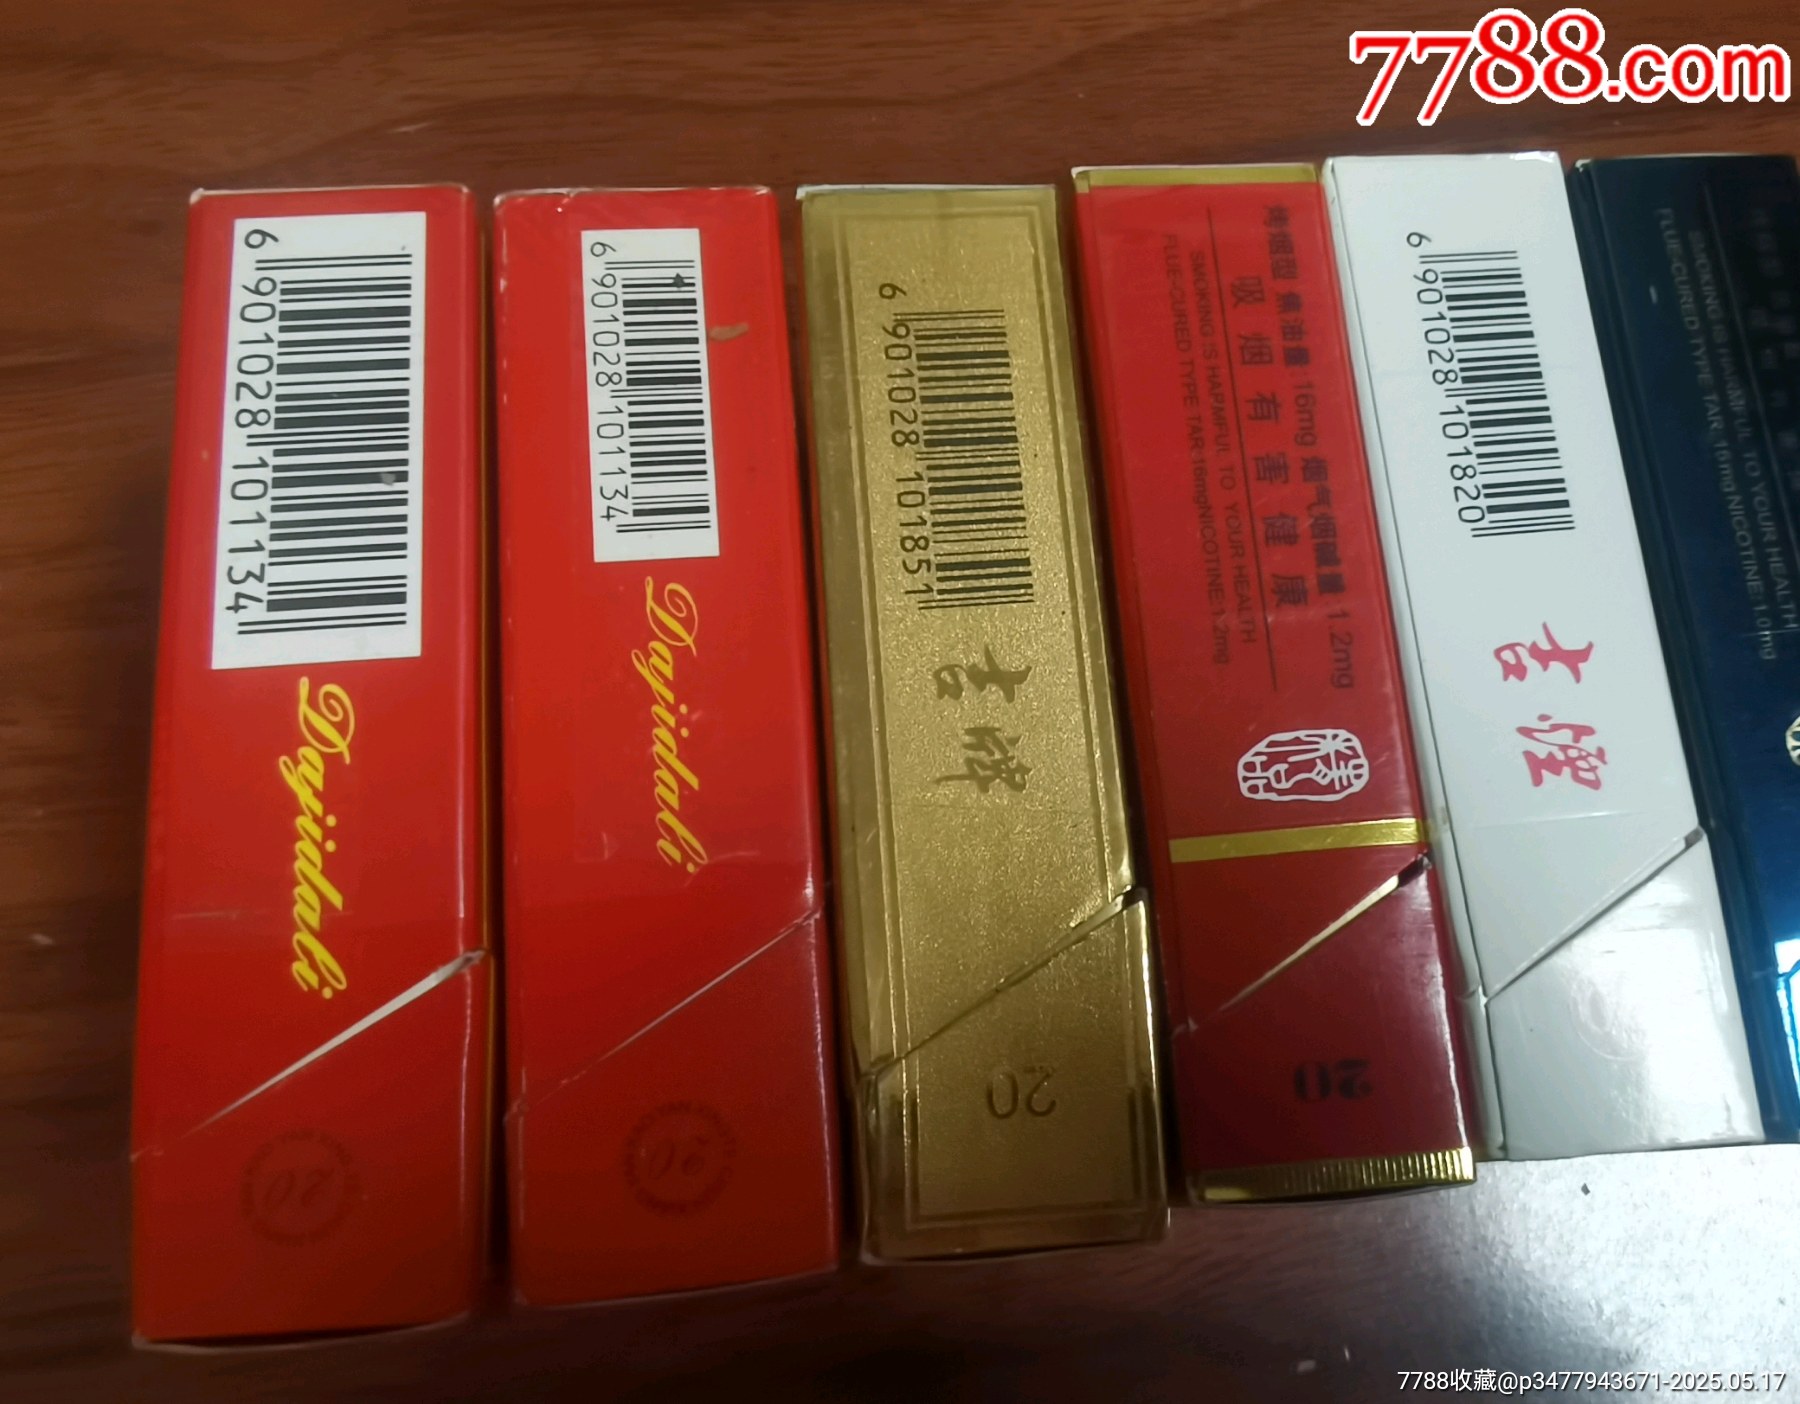 7788.com
6 901028 101134
Dajidali
20
6 901028 101134
Dajidali
20
6 901028 101851
吉牌
20
烤烟型 焦油量 16mg 烟气烟碱量 1.2mg
吸烟有害健康
SMOKING IS HARMFUL TO YOUR HEALTH
FLUE-CURED TYPE TAR:16mgNICOTINE:1.2mg
20
6 901028 101820
吉烟
SMOKING IS HARMFUL TO YOUR HEALTH
FLUE-CURED TYPE TAR:16mg NICOTINE:1.0mg
7788收藏@p3477943671-2025.05.17